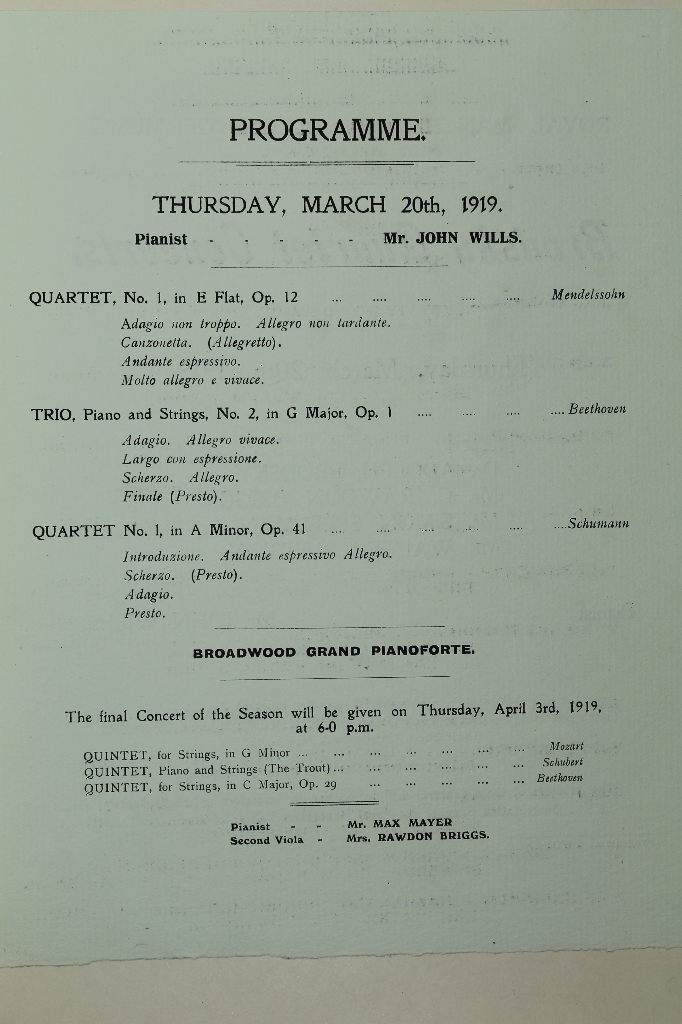 PROGRAMME.
THURSDAY, MARCH 20th, 1919.
Pianist - - - - - Mr. JOHN WILLS.
QUARTET, No. 1, in E Flat, Op. 12 ... .... .... .... .... Mendelssohn
Adagio non troppo. Allegro non tardante.
Canzonetta. (Allegretto).
Andante espressivo.
Molto allegro e vivace.
TRIO, Piano and Strings, No. 2, in G Major, Op. 1 .... .... .... .... Beethoven
Adagio. Allegro vivace.
Largo con espressione.
Scherzo. Allegro.
Finale (Presto).
QUARTET No. 1, in A Minor, Op. 41 ... .... .... .... .... ....Schumann
Introduzione. Andante espressivo Allegro.
Scherzo. (Presto).
Adagio.
Presto.
BROADWOOD GRAND PIANOFORTE.
The final Concert of the Season will be given on Thursday, April 3rd, 1919,
at 6-0 p.m.
QUINTET, for Strings, in G Minor ... ... ... ... ... ... ... Mozart
QUINTET, Piano and Strings (The Trout) ... ... ... ... ... ... Schubert
QUINTET, for Strings, in C Major, Op. 29 ... ... ... ... ... Beethoven
Pianist - - Mr. MAX MAYER
Second Viola - Mrs. RAWDON BRIGGS.